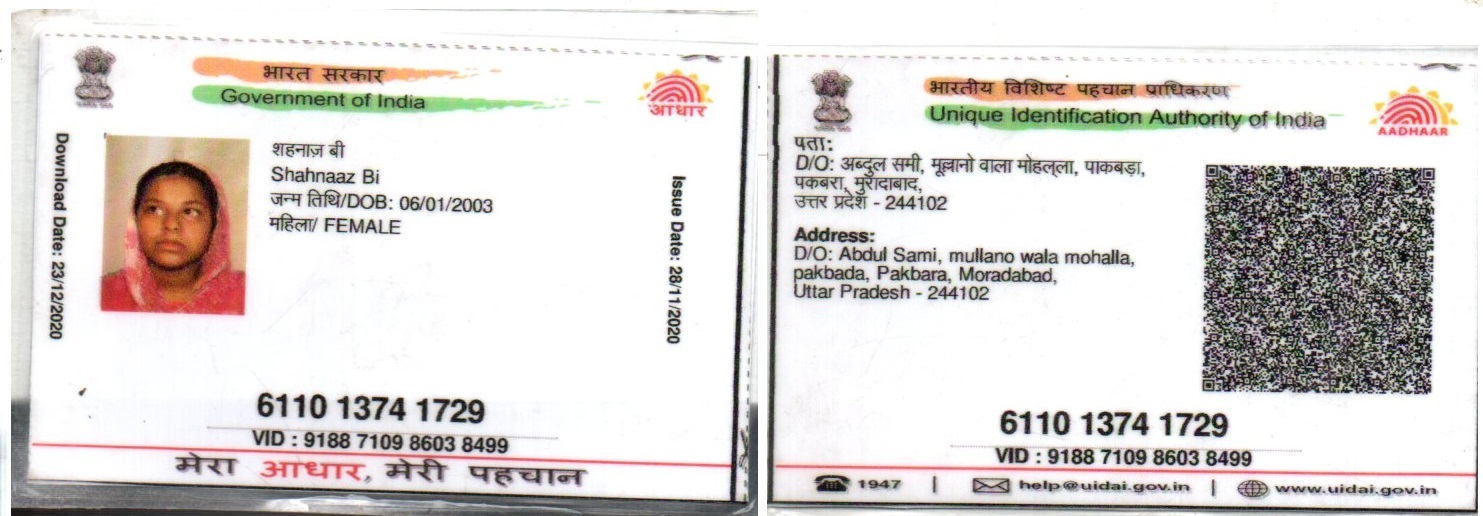 भारत सरकार
Government of India
आधार
Download Date: 23/12/2020
शहनाज़ बी
Shahnaaz Bi
जन्म तिथि/DOB: 06/01/2003
महिला/ FEMALE
Issue Date: 28/11/2020
6110 1374 1729
VID : 9188 7109 8603 8499
मेरा आधार, मेरी पहचान
भारतीय विशिष्ट पहचान प्राधिकरण
Unique Identification Authority of India
AADHAAR
पता:
D/O: अब्दुल समी, मूल्लानो वाला मोहल्ला, पाकबड़ा,
पकबरा, मुरादाबाद,
उत्तर प्रदेश - 244102
Address:
D/O: Abdul Sami, mullano wala mohalla,
pakbada, Pakbara, Moradabad,
Uttar Pradesh - 244102
6110 1374 1729
VID : 9188 7109 8603 8499
1947 | help@uidai.gov.in | www.uidai.gov.in